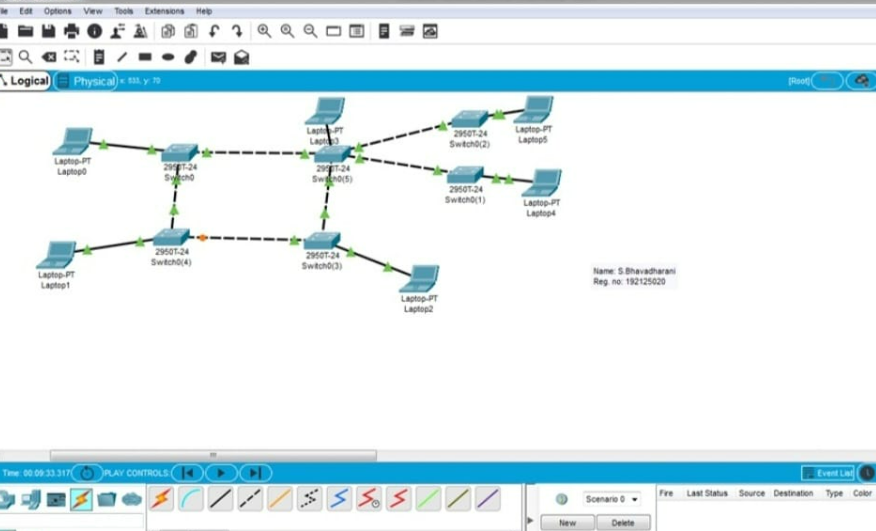 le Edit Options View Tools Extensions Help
Logical Physical x: 533, y: 70 [Root]
Laptop-PT
Laptop0
2950T-24
Switch0
Laptop-PT
Laptop3
2950T-24
Switch0(5)
2950T-24
Switch0(2)
Laptop-PT
Laptop5
2950T-24
Switch0(1)
Laptop-PT
Laptop4
Laptop-PT
Laptop1
2950T-24
Switch0(4)
2950T-24
Switch0(3)
Laptop-PT
Laptop2
Name: S.Bhavadharani
Reg. no: 192125020
Time: 00:09:33.317 PLAY CONTROLS: Event List
Scenario 0
New Delete
Fire Last Status Source Destination Type Color